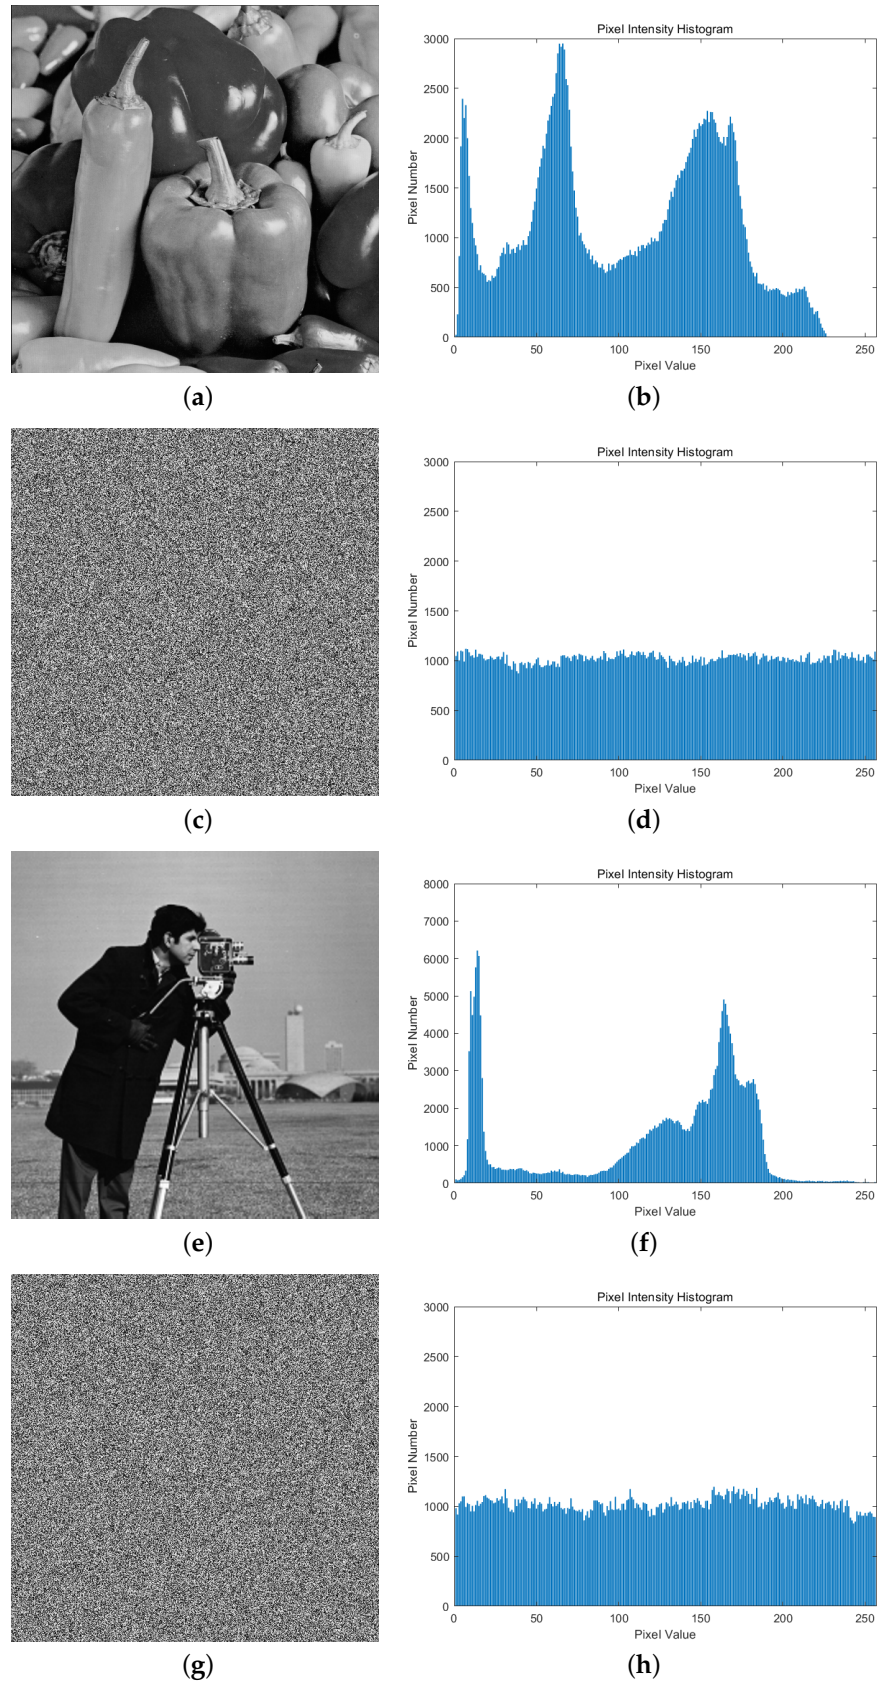 Pixel Intensity Histogram
3000
2500
2000
1500
1000
500
0
Pixel Number
0 50 100 150 200 250
Pixel Value
(a) (b)
Pixel Intensity Histogram
3000
2500
2000
1500
1000
500
0
Pixel Number
0 50 100 150 200 250
Pixel Value
(c) (d)
Pixel Intensity Histogram
8000
7000
6000
5000
4000
3000
2000
1000
0
Pixel Number
0 50 100 150 200 250
Pixel Value
(e) (f)
Pixel Intensity Histogram
3000
2500
2000
1500
1000
500
0
Pixel Number
0 50 100 150 200 250
Pixel Value
(g) (h)